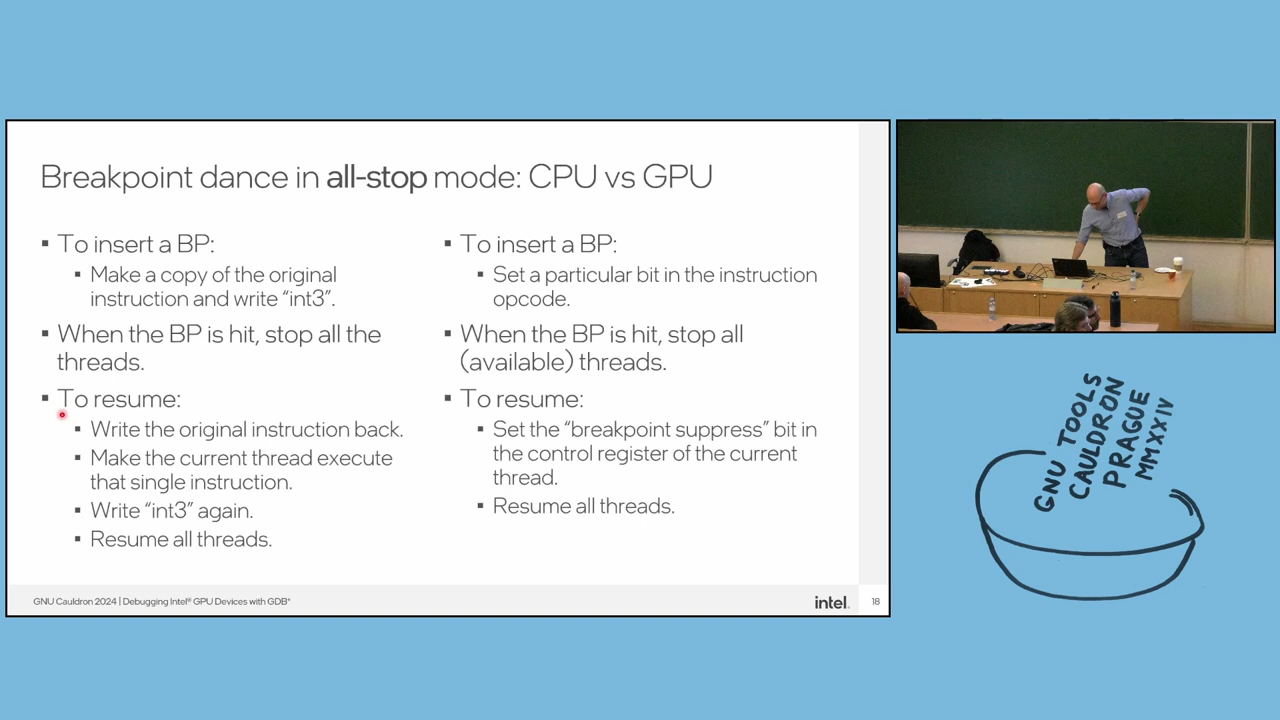 Breakpoint dance in all-stop mode: CPU vs GPU
▪ To insert a BP:
▪ Make a copy of the original
instruction and write “int3”.
▪ When the BP is hit, stop all the
threads.
▪ To resume:
▪ Write the original instruction back.
▪ Make the current thread execute
that single instruction.
▪ Write “int3” again.
▪ Resume all threads.
▪ To insert a BP:
▪ Set a particular bit in the instruction
opcode.
▪ When the BP is hit, stop all
(available) threads.
▪ To resume:
▪ Set the “breakpoint suppress” bit in
the control register of the current
thread.
▪ Resume all threads.
GNU Cauldron 2024 | Debugging Intel® GPU Devices with GDB*
intel.
18
GNU TOOLS
CAULDRON
PRAGUE
MMXXIV